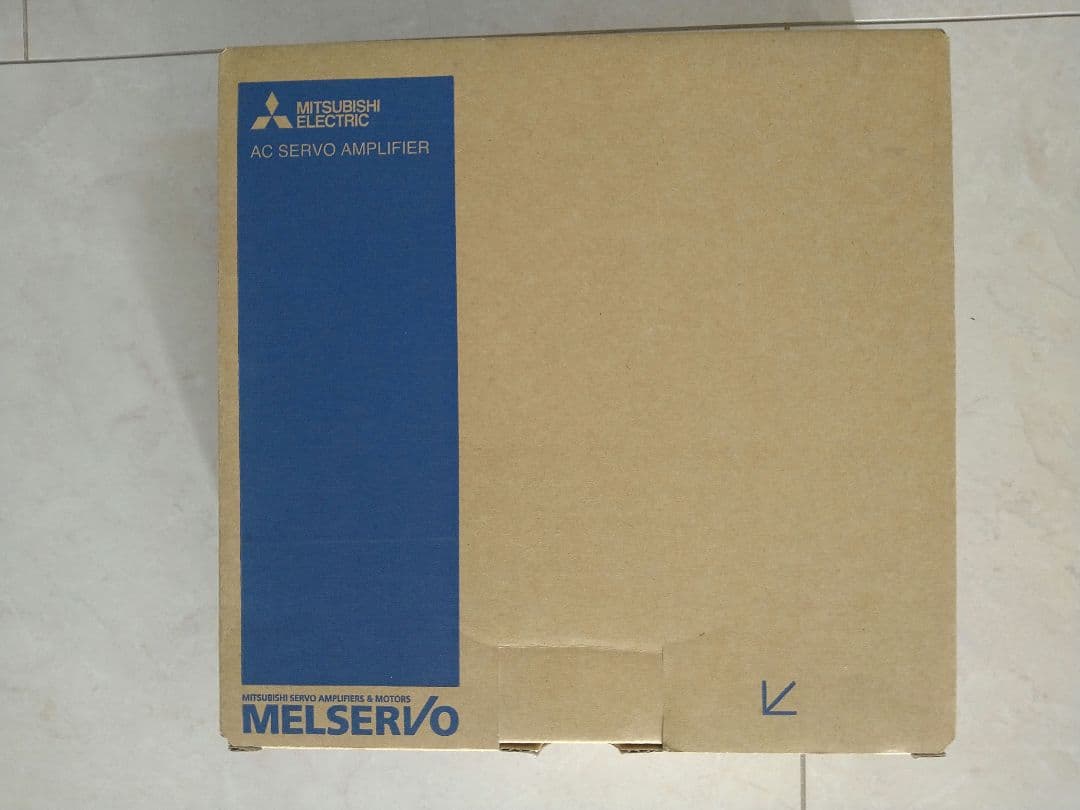 MITSUBISHI
ELECTRIC
AC SERVO AMPLIFIER
MITSUBISHI SERVO AMPLIFIERS & MOTORS
MELSERVO